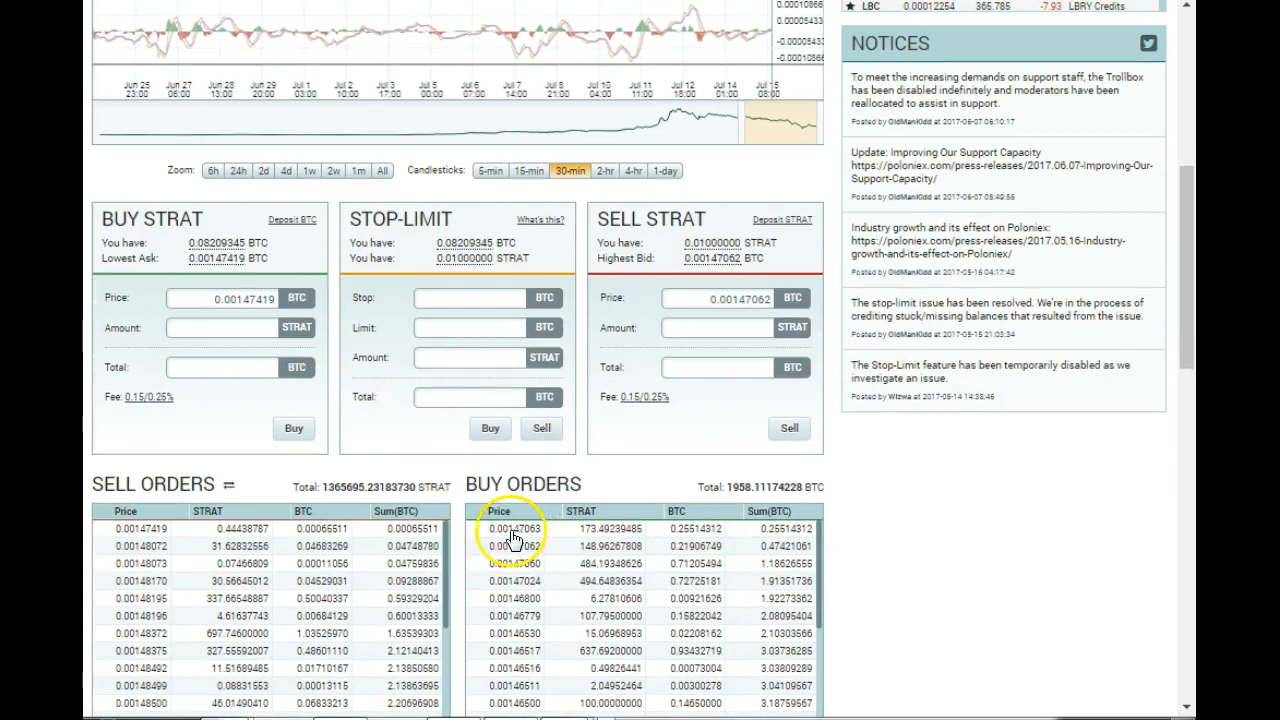 0.00010866
0.00005433
0.00000000
-0.00005433
-0.00010866
Jun 25 23:00
Jun 27 06:00
Jun 28 13:00
Jun 29 20:00
Jul 1 03:00
Jul 2 10:00
Jul 3 17:00
Jul 5 00:00
Jul 6 07:00
Jul 7 14:00
Jul 8 21:00
Jul 10 04:00
Jul 11 11:00
Jul 12 18:00
Jul 14 01:00
Jul 15 08:00
Zoom: 6h 24h 2d 4d 1w 2w 1m All Candlesticks: 5-min 15-min 30-min 2-hr 4-hr 1-day
BUY STRAT Deposit BTC
You have: 0.08209345 BTC
Lowest Ask: 0.00147419 BTC
Price: 0.00147419 BTC
Amount: STRAT
Total: BTC
Fee: 0.15/0.25%
Buy
STOP-LIMIT What's this?
You have: 0.08209345 BTC
You have: 0.01000000 STRAT
Stop: BTC
Limit: BTC
Amount: STRAT
Total: BTC
Buy Sell
SELL STRAT Deposit STRAT
You have: 0.01000000 STRAT
Highest Bid: 0.00147062 BTC
Price: 0.00147062 BTC
Amount: STRAT
Total: BTC
Fee: 0.15/0.25%
Sell
SELL ORDERS Total: 1365695.23183730 STRAT
Price STRAT BTC Sum(BTC)
0.00147419 0.44438787 0.00065511 0.00065511
0.00148072 31.62832556 0.04683269 0.04748780
0.00148073 0.07466809 0.00011056 0.04759836
0.00148170 30.56645012 0.04529031 0.09288867
0.00148195 337.66548887 0.50040337 0.59329204
0.00148196 4.61637743 0.00684129 0.60013333
0.00148372 697.74600000 1.03525970 1.63539303
0.00148375 327.55592007 0.48601110 2.12140413
0.00148492 11.51689485 0.01710167 2.13850580
0.00148499 0.08831553 0.00013115 2.13863695
0.00148500 46.01490410 0.06833213 2.20696908
BUY ORDERS Total: 1958.11174228 BTC
Price STRAT BTC Sum(BTC)
0.00147063 173.49239485 0.25514312 0.25514312
0.00147062 148.96267808 0.21906749 0.47421061
0.00147060 484.19348626 0.71205494 1.18626555
0.00147024 494.64836354 0.72725181 1.91351736
0.00146800 6.27810606 0.00921626 1.92273362
0.00146779 107.79500000 0.15822042 2.08095404
0.00146530 15.06968953 0.02208162 2.10303566
0.00146517 637.69200000 0.93432719 3.03736285
0.00146516 0.49826441 0.00073004 3.03809289
0.00146511 2.04952464 0.00300278 3.04109567
0.00146500 100.00000000 0.14650000 3.18759567
LBC 0.00012254 365.785 -7.93 LBRY Credits
NOTICES
To meet the increasing demands on support staff, the Trollbox
has been disabled indefinitely and moderators have been
reallocated to assist in support.
Posted by OldManKidd at 2017-06-07 06:10:17
Update: Improving Our Support Capacity
https://poloniex.com/press-releases/2017.06.07-Improving-Our-
Support-Capacity/
Posted by OldManKidd at 2017-06-07 05:49:56
Industry growth and its effect on Poloniex:
https://poloniex.com/press-releases/2017.05.16-Industry-
growth-and-its-effect-on-Poloniex/
Posted by OldManKidd at 2017-05-16 04:17:42
The stop-limit issue has been resolved. We're in the process of
crediting stuck/missing balances that resulted from the issue.
Posted by OldManKidd at 2017-05-15 21:03:34
The Stop-Limit feature has been temporarily disabled as we
investigate an issue.
Posted by Wizwa at 2017-05-14 14:38:46